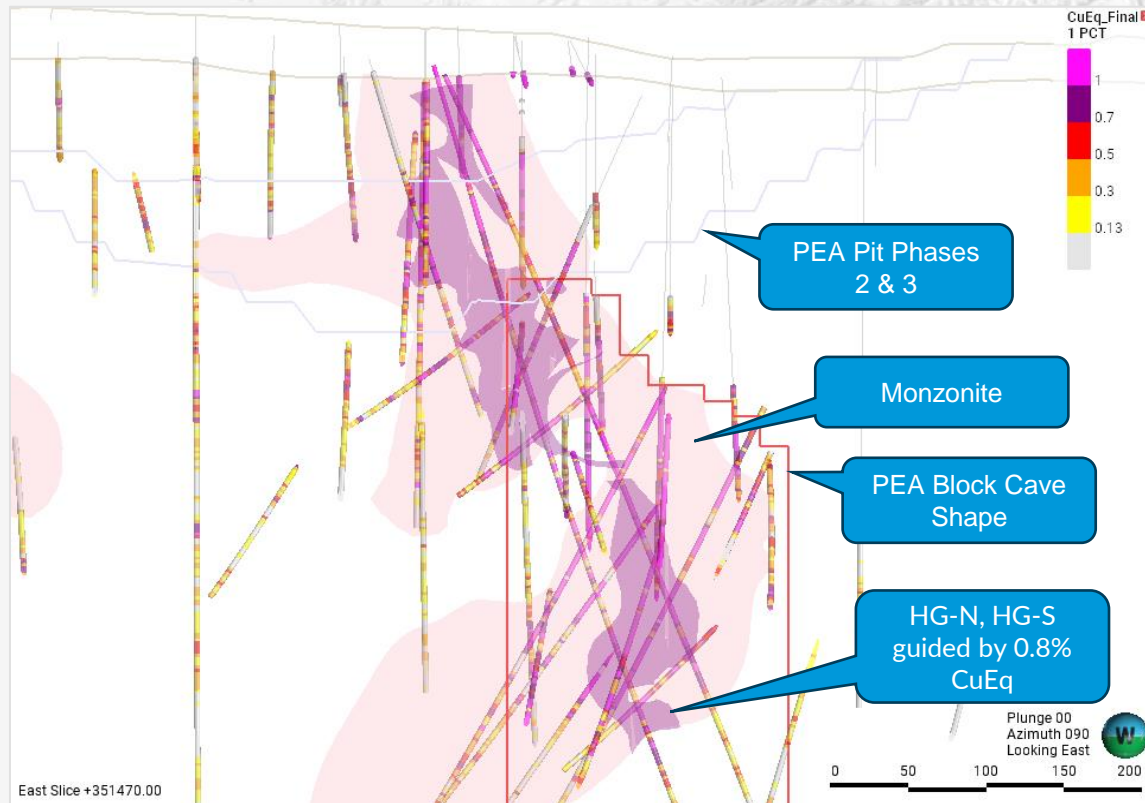 CuEq_Final
1 PCT
1
0.7
0.5
0.3
0.13
PEA Pit Phases
2 & 3
Monzonite
PEA Block Cave
Shape
HG-N, HG-S
guided by 0.8%
CuEq
Plunge 00
Azimuth 090
Looking East
W
0 50 100 150 200
East Slice +351470.00